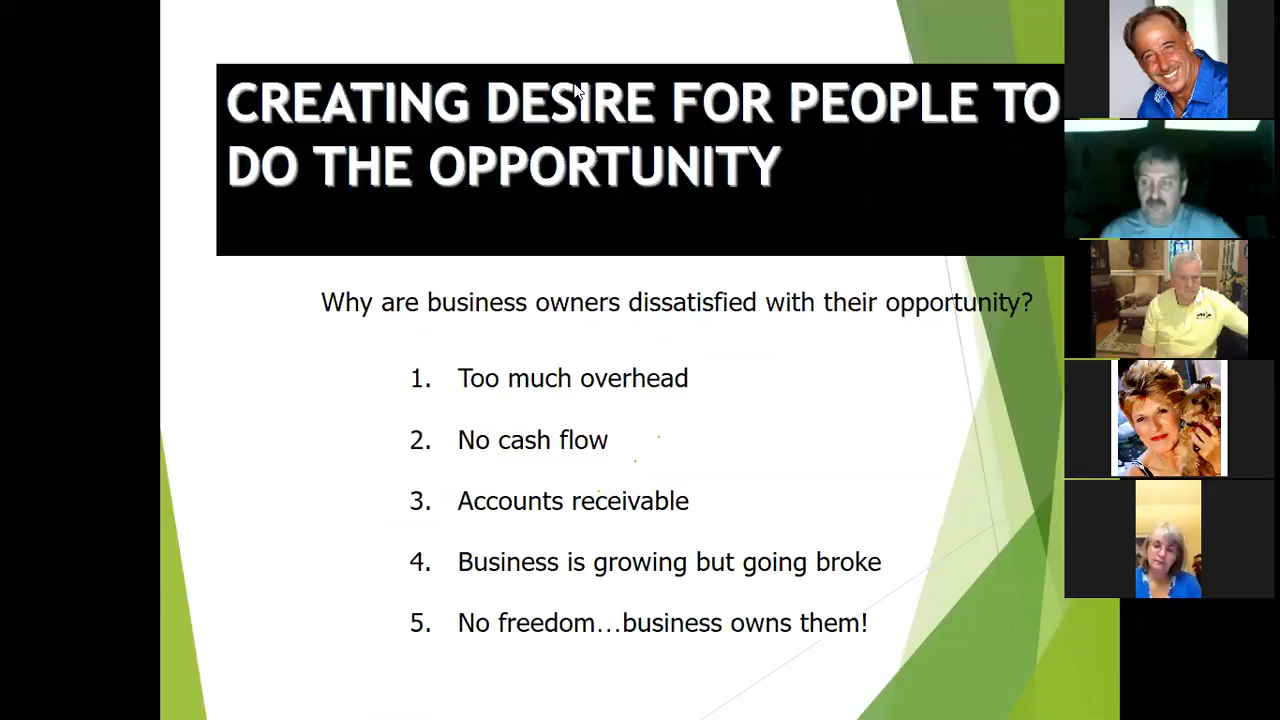 CREATING DESIRE FOR PEOPLE TO
DO THE OPPORTUNITY
Why are business owners dissatisfied with their opportunity?
1. Too much overhead
2. No cash flow
3. Accounts receivable
4. Business is growing but going broke
5. No freedom…business owns them!